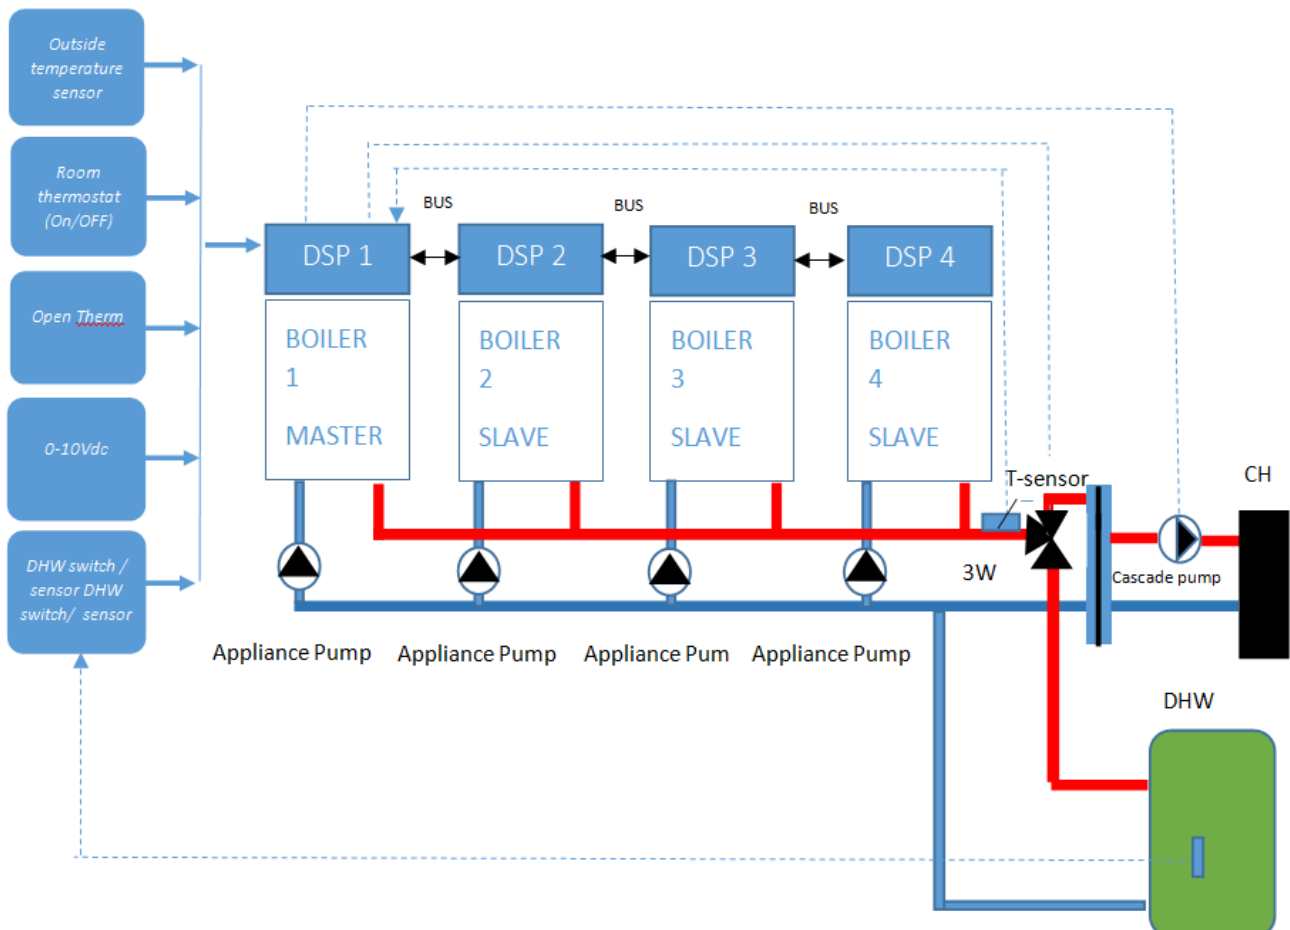 Outside
temperature
sensor
Room
thermostat
(On/OFF)
Open Therm
0-10Vdc
DHW switch /
sensor DHW
switch/ sensor
BUS
BUS
BUS
DSP 1
DSP 2
DSP 3
DSP 4
BOILER
1
MASTER
BOILER
2
SLAVE
BOILER
3
SLAVE
BOILER
4
SLAVE
T-sensor
CH
3W
Cascade pump
Appliance Pump
Appliance Pump
Appliance Pum
Appliance Pump
DHW